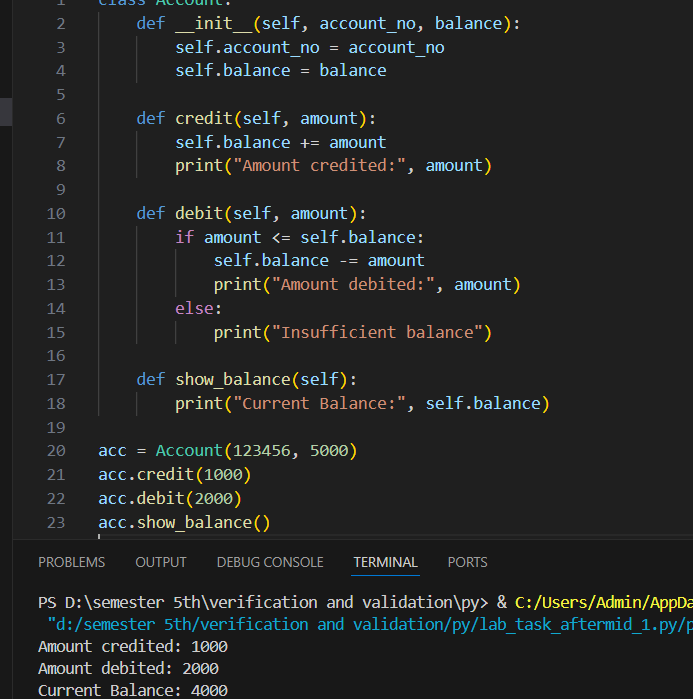 1 class Account:
2     def __init__(self, account_no, balance):
3         self.account_no = account_no
4         self.balance = balance
5
6     def credit(self, amount):
7         self.balance += amount
8         print("Amount credited:", amount)
9
10     def debit(self, amount):
11         if amount <= self.balance:
12             self.balance -= amount
13             print("Amount debited:", amount)
14         else:
15             print("Insufficient balance")
16
17     def show_balance(self):
18         print("Current Balance:", self.balance)
19
20 acc = Account(123456, 5000)
21 acc.credit(1000)
22 acc.debit(2000)
23 acc.show_balance()
PROBLEMS OUTPUT DEBUG CONSOLE TERMINAL PORTS
PS D:\semester 5th\verification and validation\py> & C:/Users/Admin/AppDa
"d:/semester 5th/verification and validation/py/lab_task_aftermid_1.py/p
Amount credited: 1000
Amount debited: 2000
Current Balance: 4000